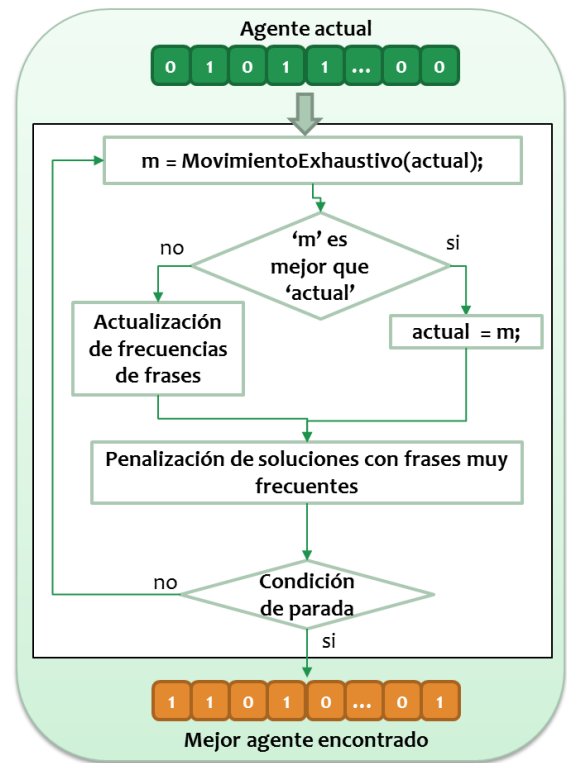 Agente actual
0 1 0 1 1 ... 0 0
m = MovimientoExhaustivo(actual);
'm' es
mejor que
'actual'
no
si
Actualización
de frecuencias
de frases
actual = m;
Penalización de soluciones con frases muy
frecuentes
no
Condición
de parada
si
1 1 0 1 0 ... 0 1
Mejor agente encontrado